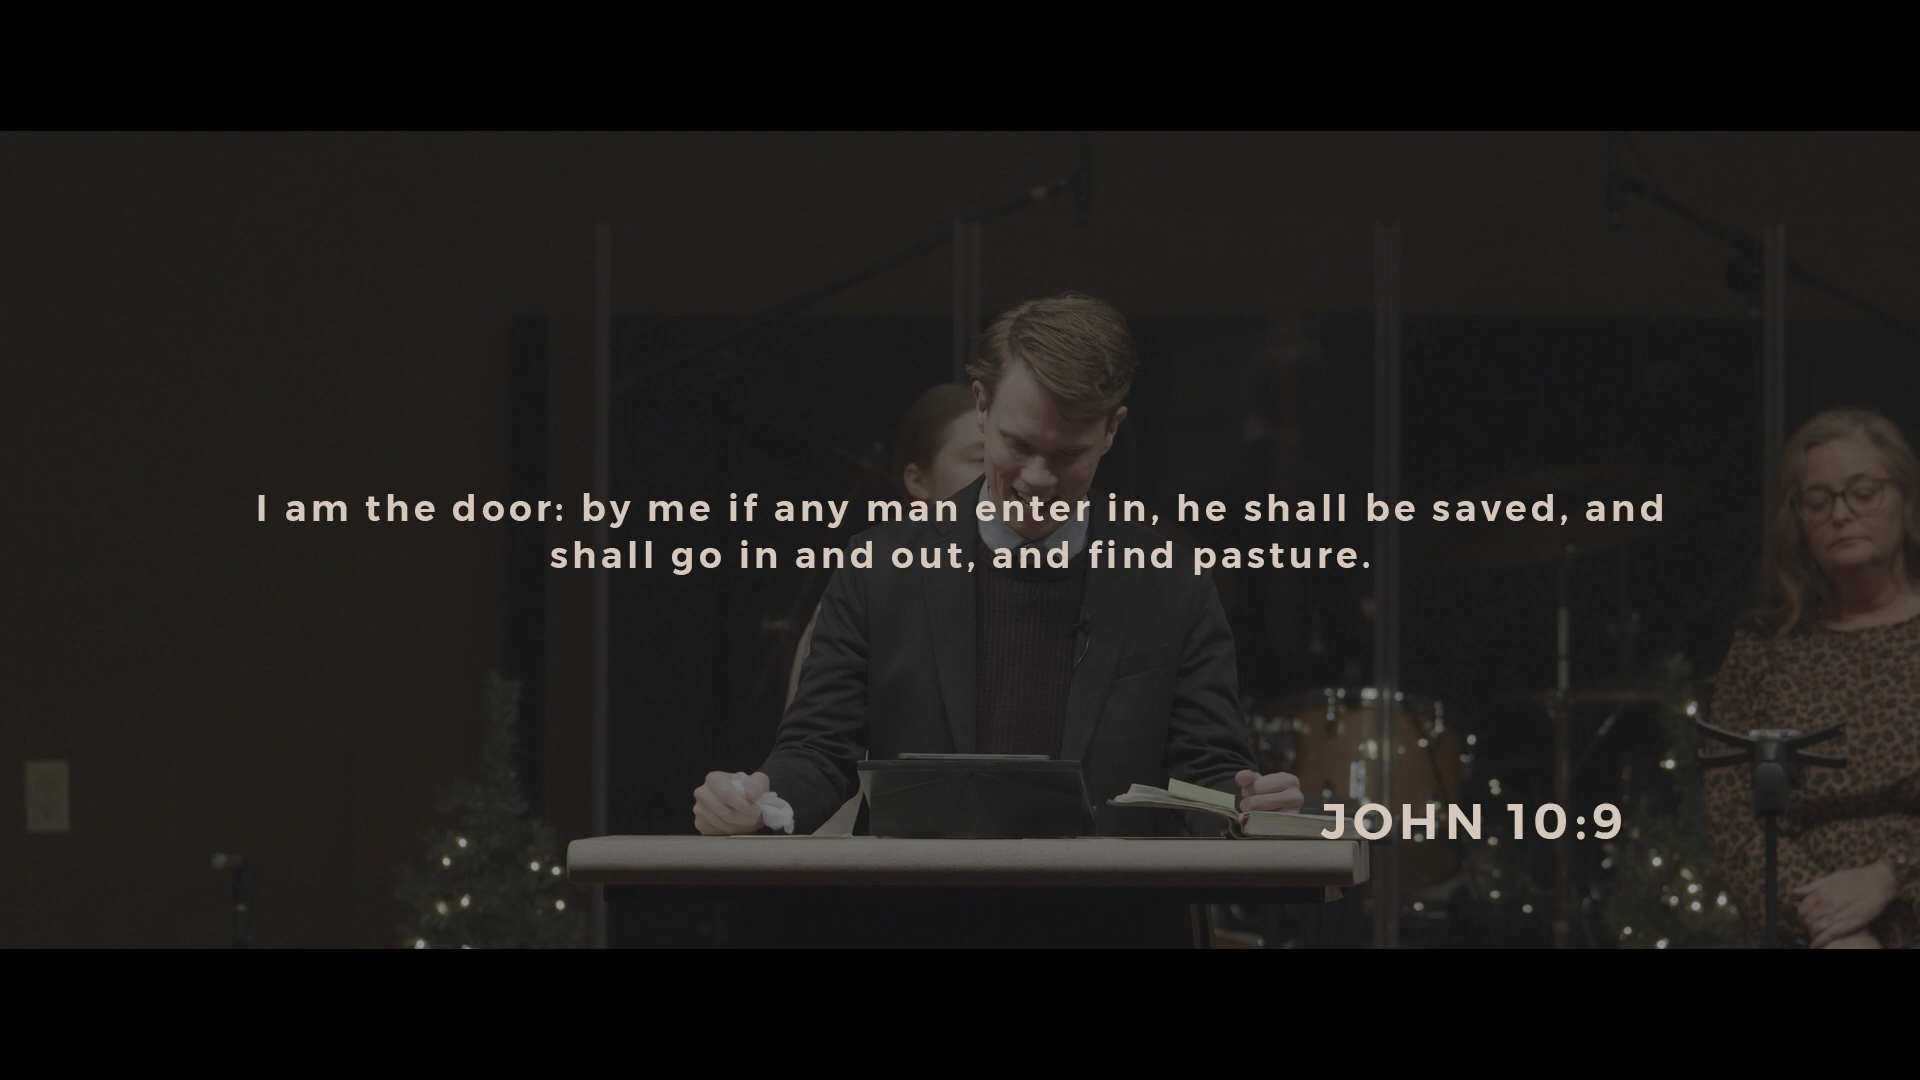 I am the door: by me if any man enter in, he shall be saved, and
shall go in and out, and find pasture.
JOHN 10:9